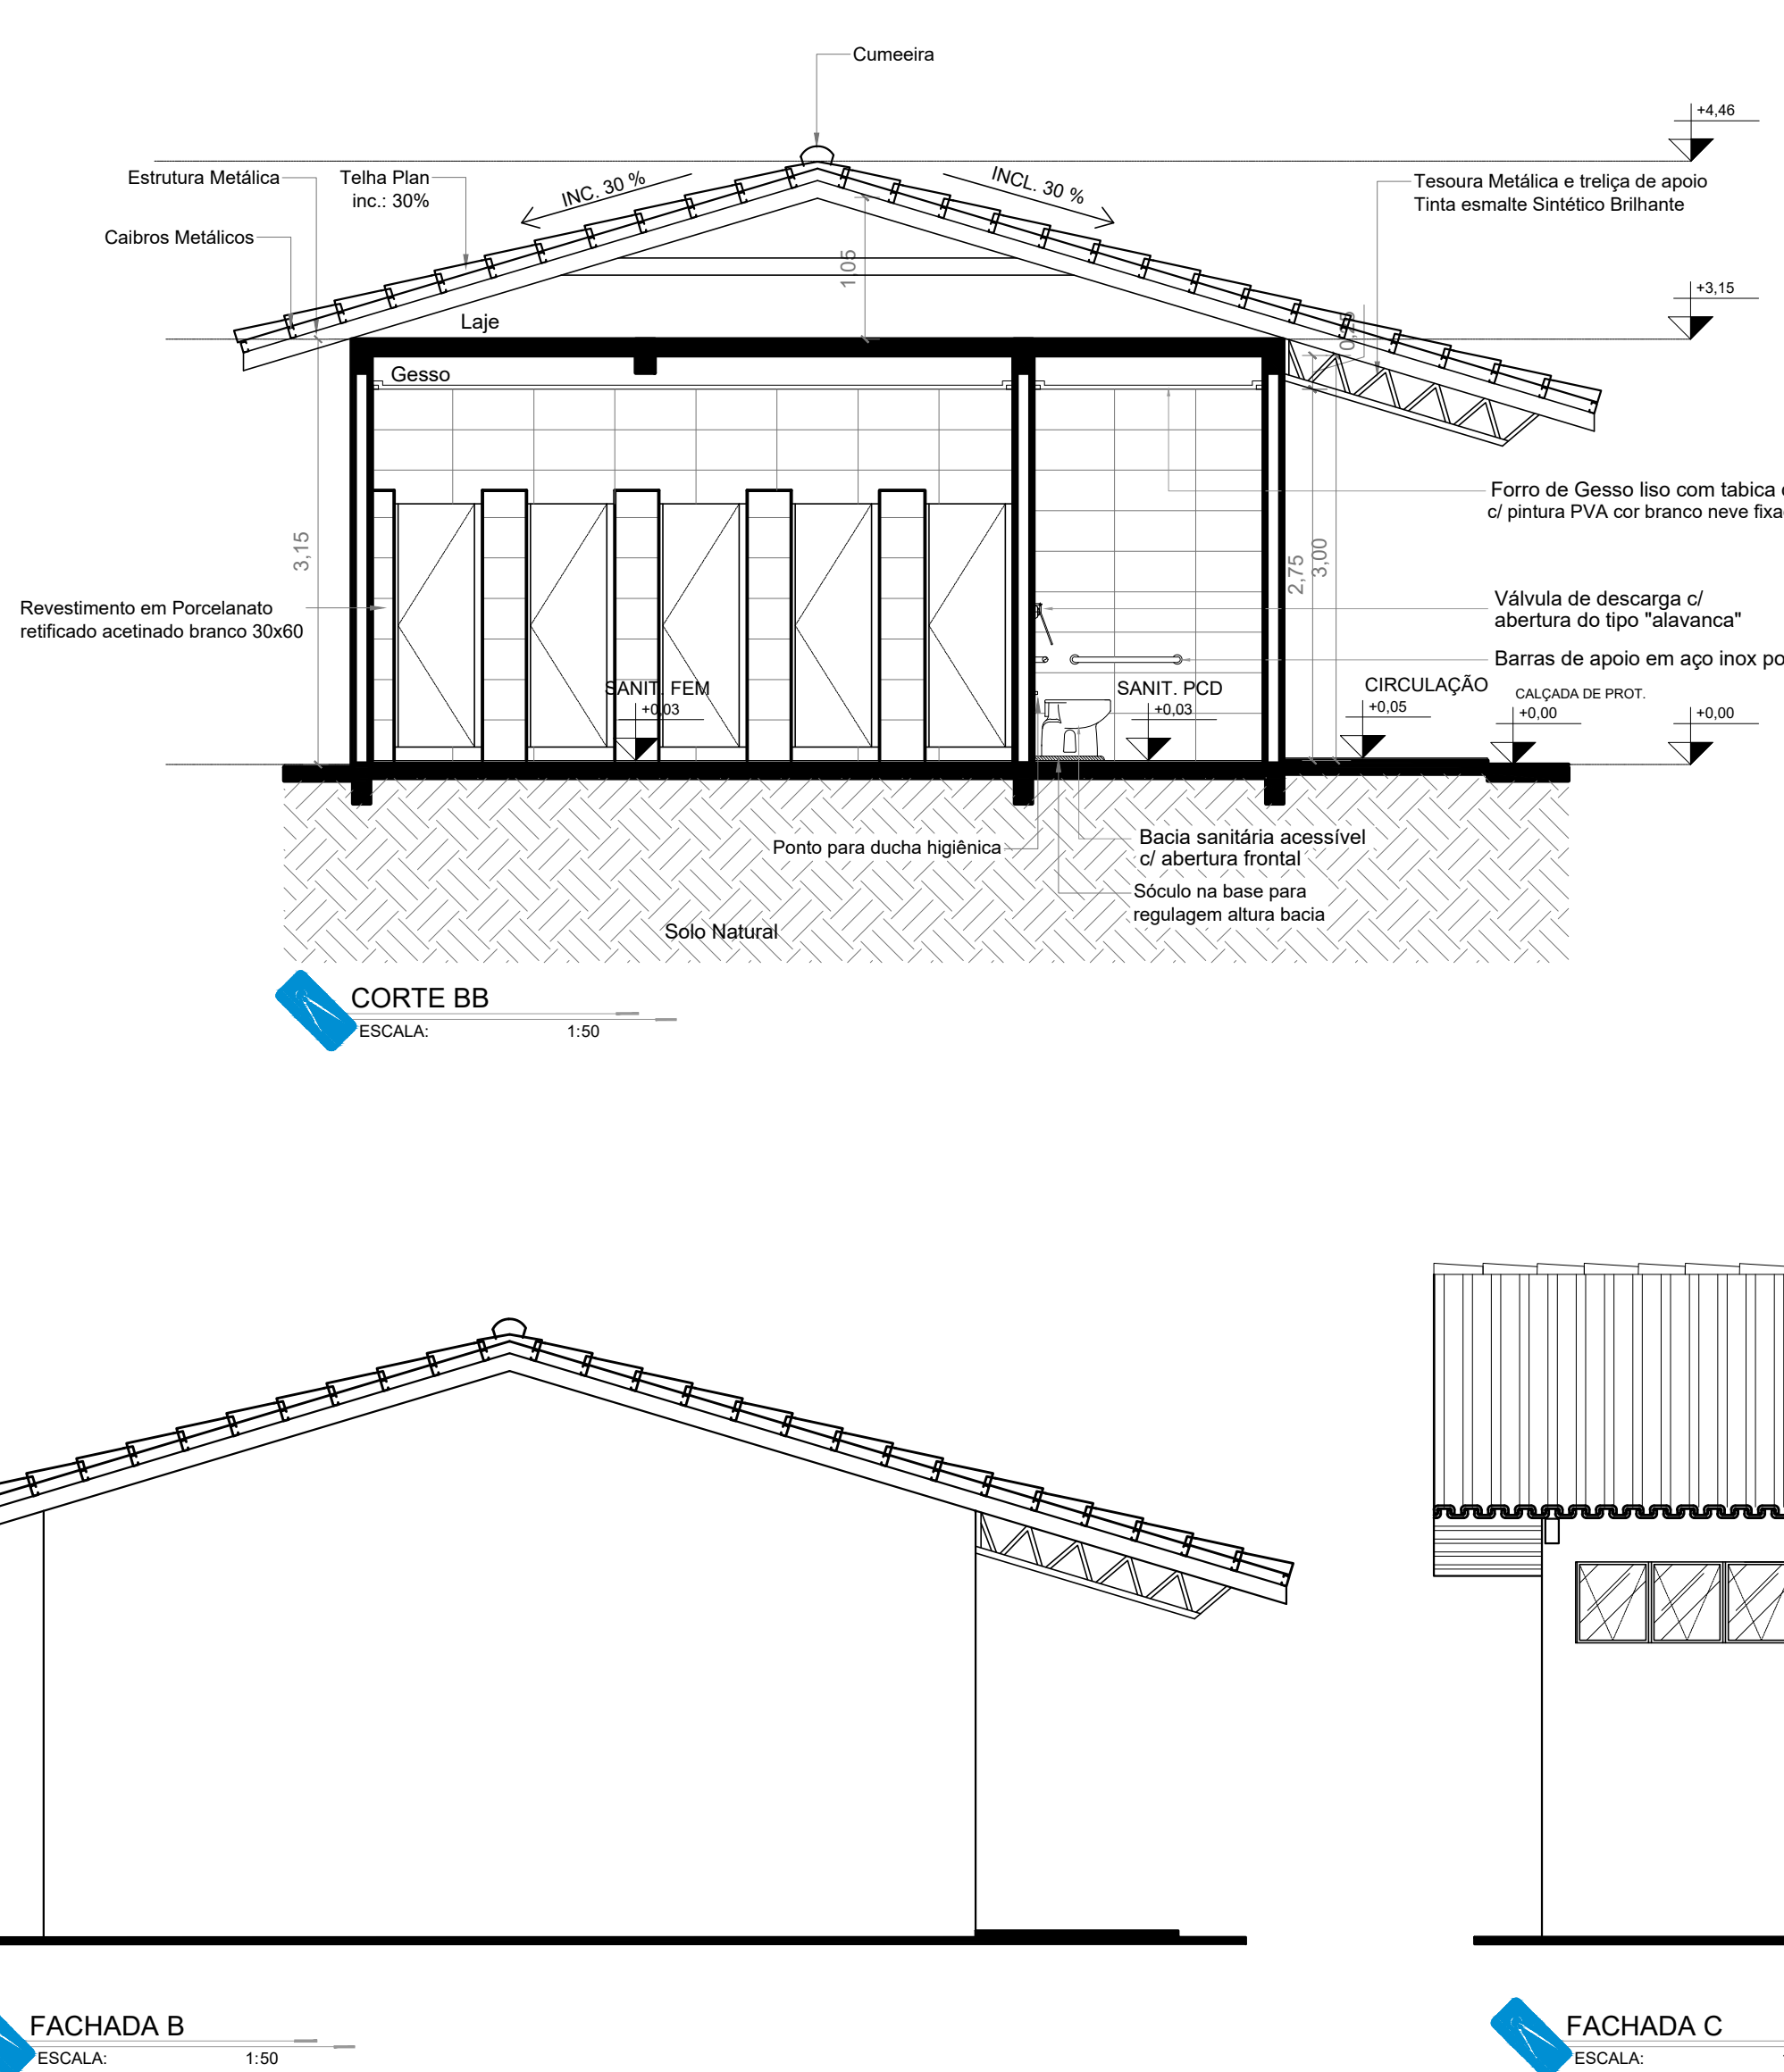 Cumeeira
+4,46
Estrutura Metálica
Telha Plan
inc.: 30%
INC. 30 %
INCL. 30 %
Tesoura Metálica e treliça de apoio
Tinta esmalte Sintético Brilhante
Caibros Metálicos
1,05
+3,15
Laje
0,25
Gesso
Forro de Gesso liso com tabica
c/ pintura PVA cor branco neve
3,15
2,75
3,00
Revestimento em Porcelanato
retificado acetinado branco 30x60
Válvula de descarga c/
abertura do tipo "alavanca"
Barras de apoio em aço inox
SANIT. FEM
+0,03
SANIT. PCD
+0,03
CIRCULAÇÃO
+0,05
CALÇADA DE PROT.
+0,00
+0,00
Ponto para ducha higiênica
Bacia sanitária acessível
c/ abertura frontal
Sóculo na base para
regulagem altura bacia
Solo Natural
CORTE BB
ESCALA: 1:50
FACHADA B
ESCALA: 1:50
FACHADA C
ESCALA: